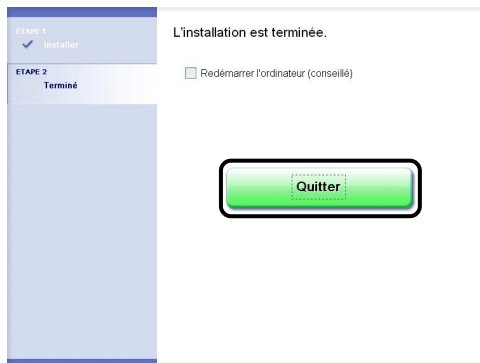 ETAPE 1
Installer
ETAPE 2
Terminé
L'installation est terminée.
Redémarrer l'ordinateur (conseillé)
Quitter